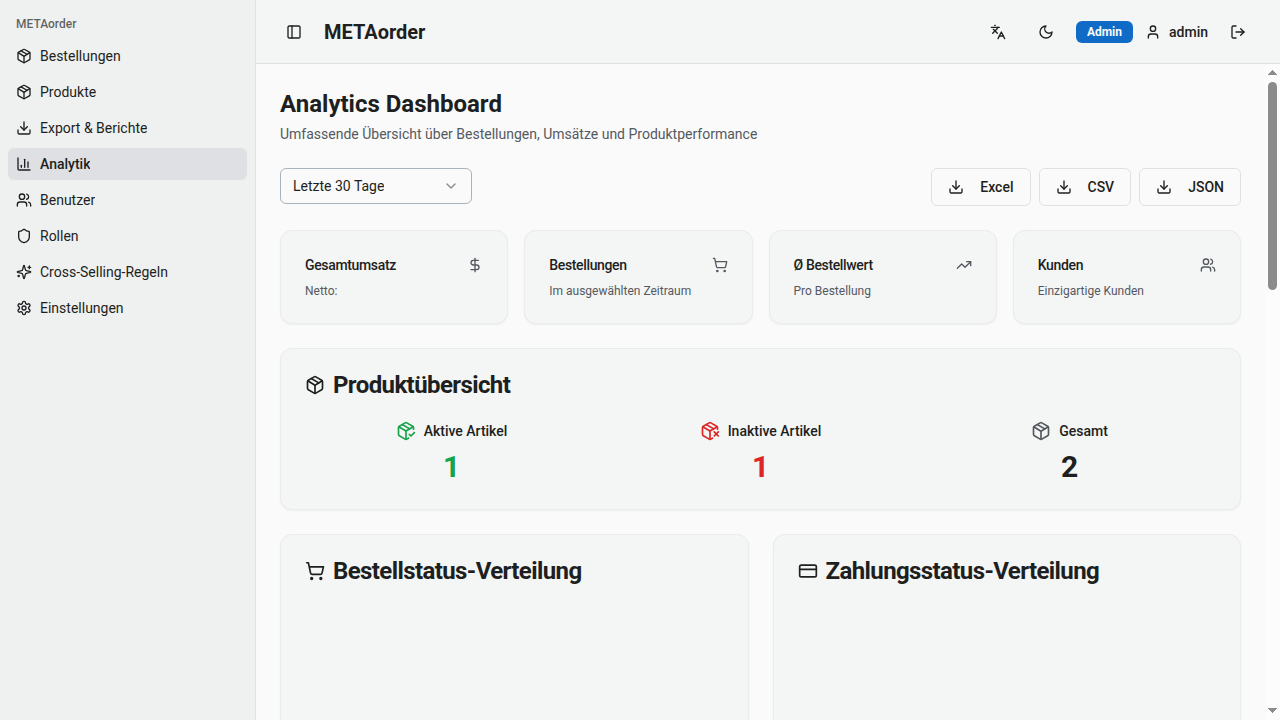 METAorder
Bestellungen
Produkte
Export & Berichte
Analytik
Benutzer
Rollen
Cross-Selling-Regeln
Einstellungen
METAorder
Admin
admin
Analytics Dashboard
Umfassende Übersicht über Bestellungen, Umsätze und Produktperformance
Letzte 30 Tage
Excel
CSV
JSON
Gesamtumsatz
Netto:
Bestellungen
Im ausgewählten Zeitraum
Ø Bestellwert
Pro Bestellung
Kunden
Einzigartige Kunden
Produktübersicht
Aktive Artikel
1
Inaktive Artikel
1
Gesamt
2
Bestellstatus-Verteilung
Zahlungsstatus-Verteilung